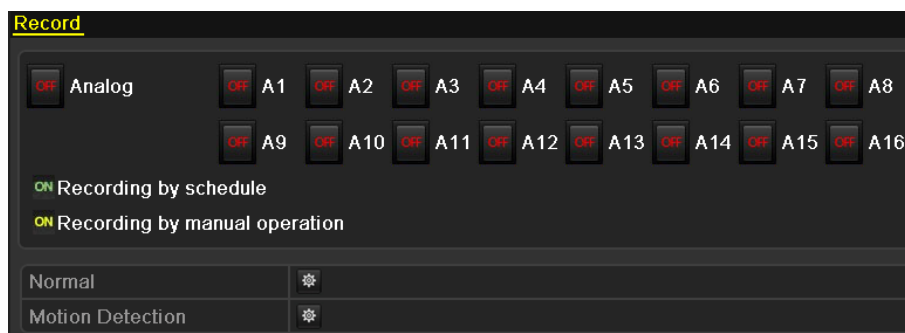 Record
OFF Analog OFF A1 OFF A2 OFF A3 OFF A4 OFF A5 OFF A6 OFF A7 OFF A8
OFF A9 OFF A10 OFF A11 OFF A12 OFF A13 OFF A14 OFF A15 OFF A16
ON Recording by schedule
ON Recording by manual operation
Normal
Motion Detection